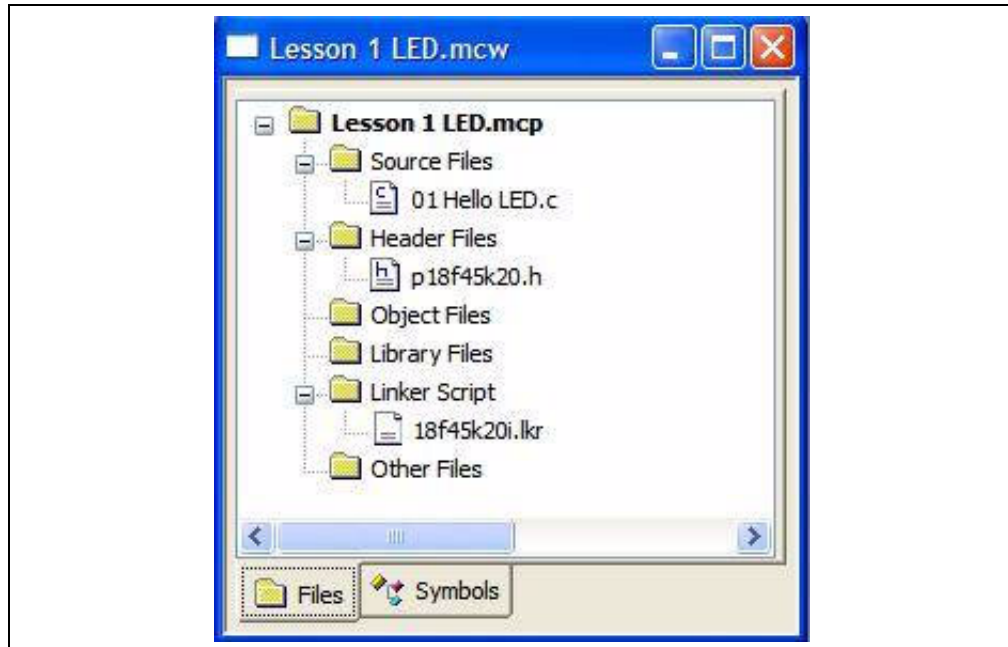 Lesson 1 LED.mcw
Lesson 1 LED.mcp
Source Files
01 Hello LED.c
Header Files
p18f45k20.h
Object Files
Library Files
Linker Script
18f45k20i.lkr
Other Files
Files
Symbols